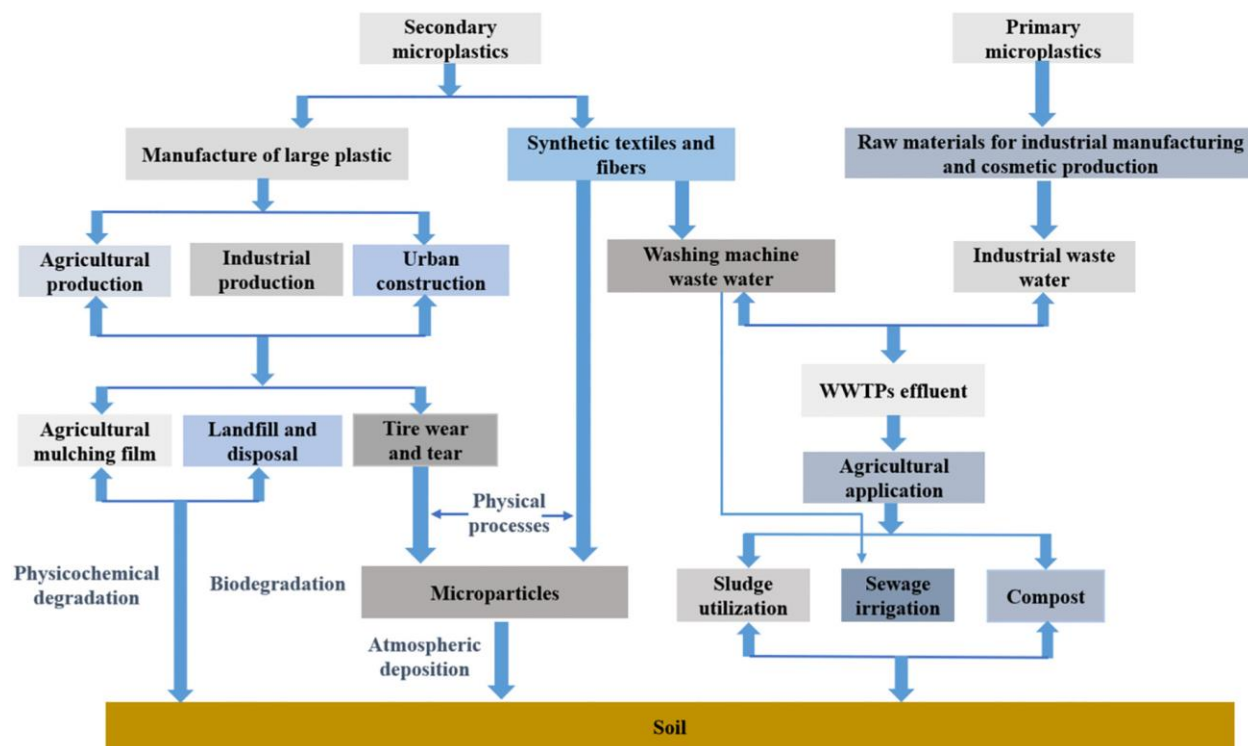 Secondary
microplastics
Primary
microplastics
Manufacture of large plastic
Synthetic textiles and
fibers
Raw materials for industrial manufacturing
and cosmetic production
Agricultural
production
Industrial
production
Urban
construction
Washing machine
waste water
Industrial waste
water
WWTPs effluent
Agricultural
mulching film
Landfill and
disposal
Tire wear
and tear
Agricultural
application
Physical
processes
Physicochemical
degradation
Biodegradation
Microparticles
Sludge
utilization
Sewage
irrigation
Compost
Atmospheric
deposition
Soil